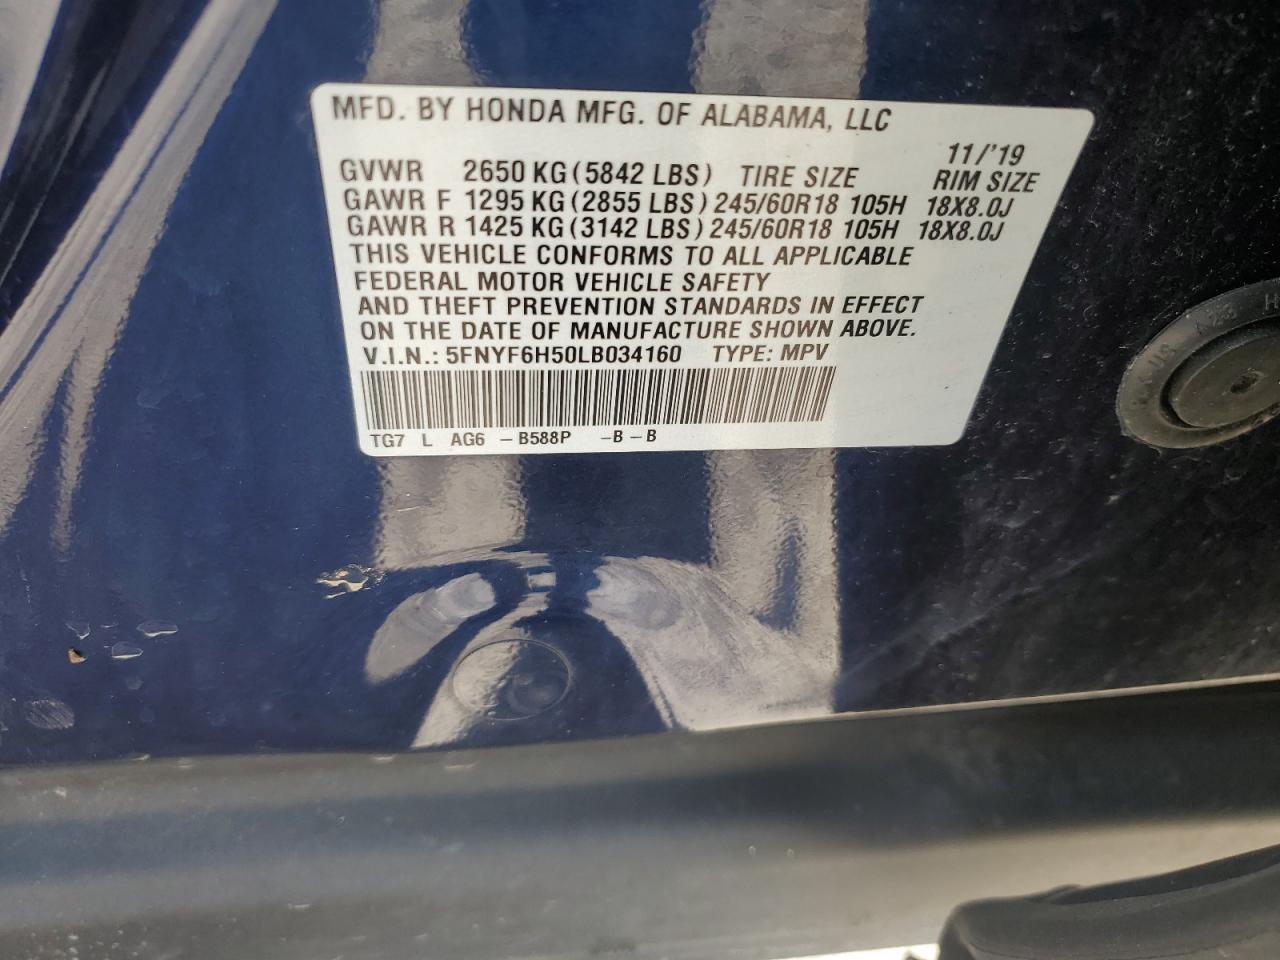 MFD. BY HONDA MFG. OF ALABAMA, LLC
11/'19
GVWR 2650 KG (5842 LBS) TIRE SIZE RIM SIZE
GAWR F 1295 KG (2855 LBS) 245/60R18 105H 18X8.0J
GAWR R 1425 KG (3142 LBS) 245/60R18 105H 18X8.0J
THIS VEHICLE CONFORMS TO ALL APPLICABLE
FEDERAL MOTOR VEHICLE SAFETY
AND THEFT PREVENTION STANDARDS IN EFFECT
ON THE DATE OF MANUFACTURE SHOWN ABOVE.
V.I.N.: 5FNYF6H50LB034160 TYPE: MPV
TG7 L AG6 -B588P -B-B